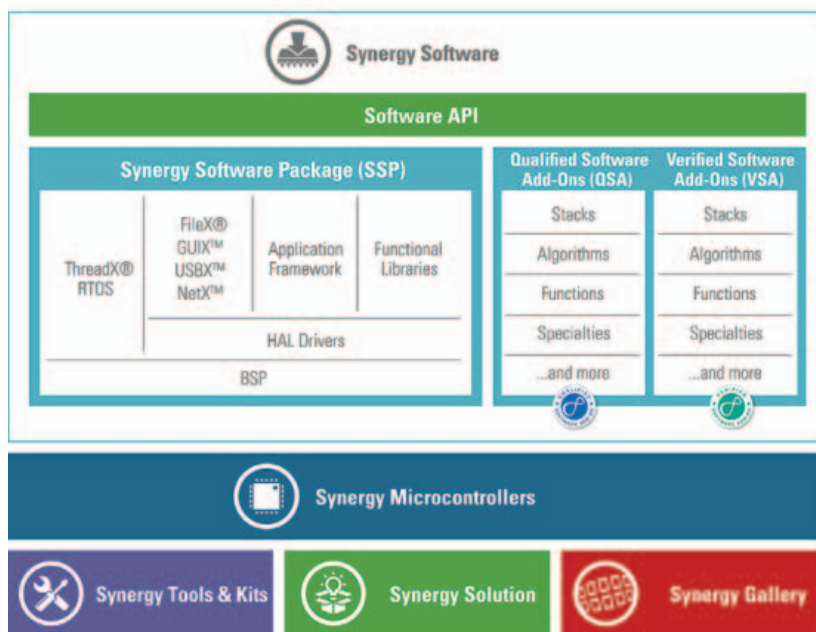 Synergy Software
Software API
Synergy Software Package (SSP)
ThreadX®
RTOS
FileX®
GUIX™
USBX™
NetX™
Application
Framework
Functional
Libraries
HAL Drivers
BSP
Qualified Software
Add-Ons (QSA)
Stacks
Algorithms
Functions
Specialties
...and more
Verified Software
Add-Ons (VSA)
Stacks
Algorithms
Functions
Specialties
...and more
Synergy Microcontrollers
Synergy Tools & Kits
Synergy Solution
Synergy Gallery